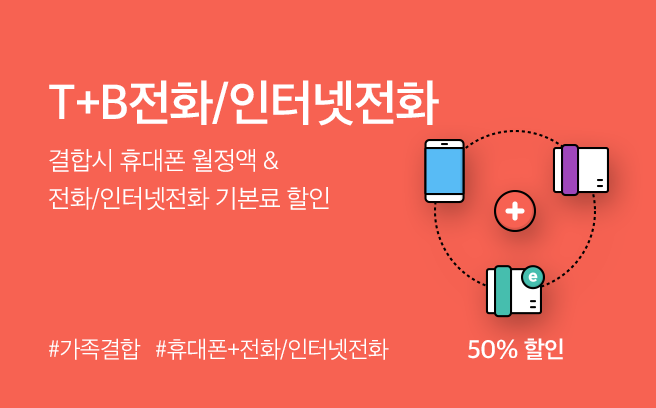 T+B전화/인터넷전화
결합시 휴대폰 월정액 &
전화/인터넷전화 기본료 할인
e
#가족결합 #휴대폰+전화/인터넷전화
50% 할인